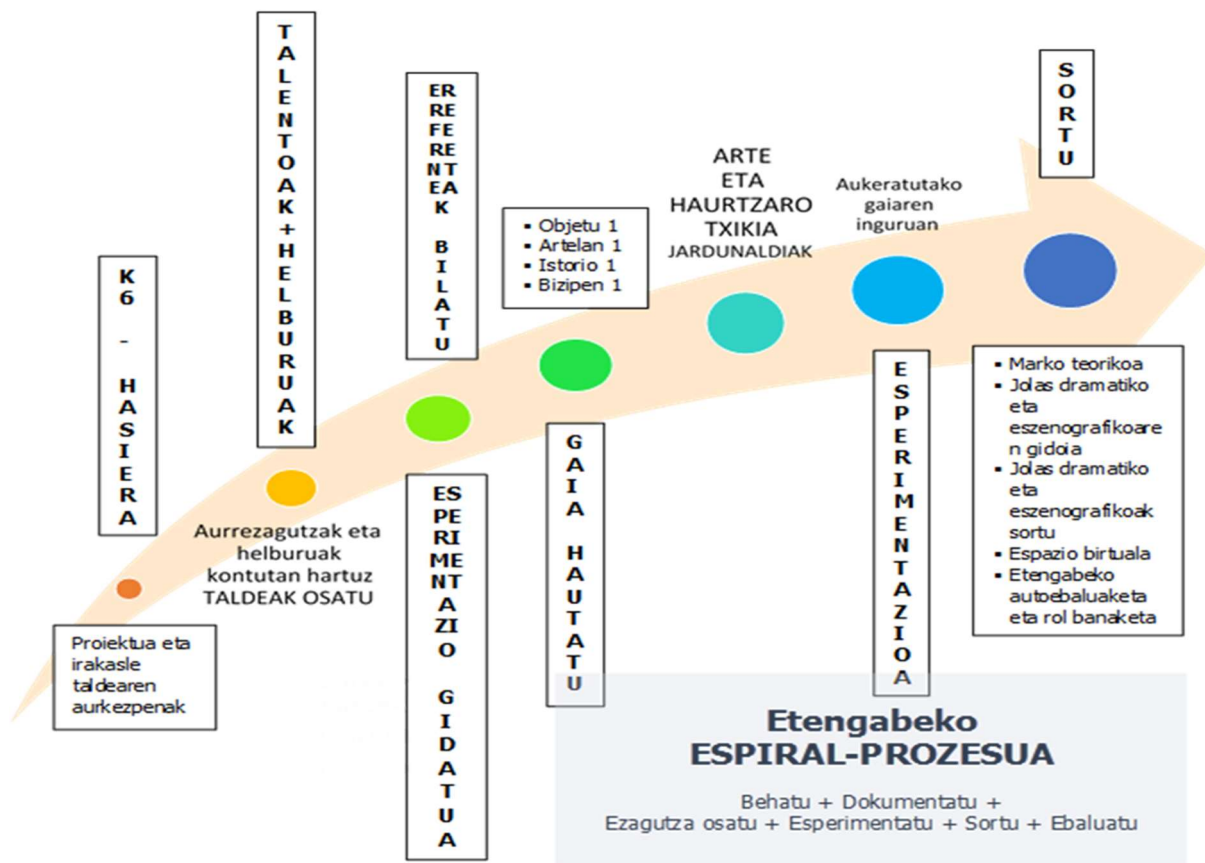 K6 - HASIERA
Proiektua eta
irakasle
taldearen
aurkezpenak
TALENTOAK+HELBURUAK
Aurrezagutzak eta
helburuak
kontutan hartuz
TALDEAK OSATU
ERREFERENTEAK BILATU
ESPERIMENTAZIO GIDATUA
▪ Objetu 1
▪ Artelan 1
▪ Istorio 1
▪ Bizipen 1
GAIA HAUTATU
ARTE
ETA
HAURTZARO
TXIKIA
JARDUNALDIAK
Aukeratutako
gaiaren
inguruan
ESPERIMENTAZIOA
SORTU
▪ Marko teorikoa
▪ Jolas dramatiko
eta
eszenografikoare
n gidoia
▪ Jolas dramatiko
eta
eszenografikoak
sortu
▪ Espazio birtuala
▪ Etengabeko
autoebaluaketa
eta rol banaketa
Etengabeko
ESPIRAL-PROZESUA
Behatu + Dokumentatu +
Ezagutza osatu + Esperimentatu + Sortu + Ebaluatu